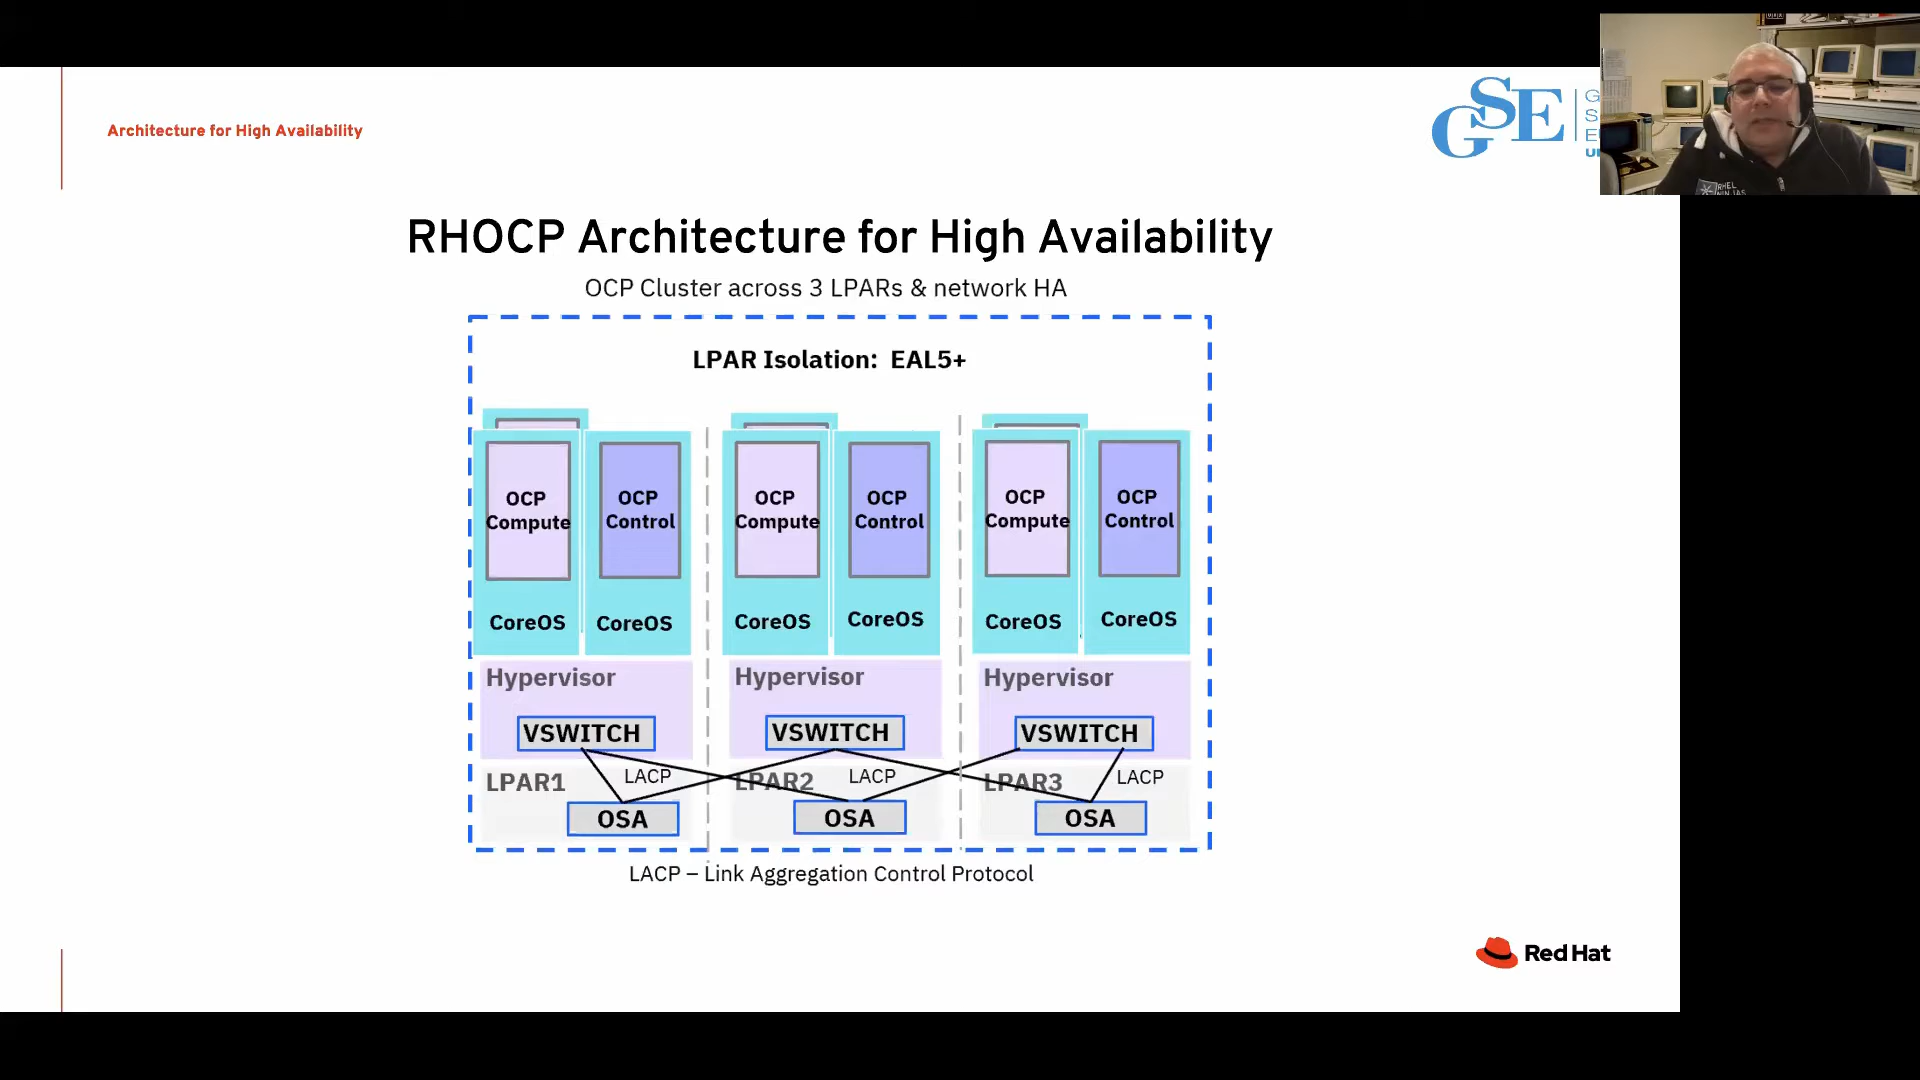 Architecture for High Availability
GSE
G
S
E
RHEL
NINJAS
RHOCP Architecture for High Availability
OCP Cluster across 3 LPARs & network HA
LPAR Isolation: EAL5+
OCP
Compute
OCP
Control
OCP
Compute
OCP
Control
OCP
Compute
OCP
Control
CoreOS
CoreOS
CoreOS
CoreOS
CoreOS
CoreOS
Hypervisor
Hypervisor
Hypervisor
VSWITCH
VSWITCH
VSWITCH
LPAR1
LACP
LPAR2
LACP
LPAR3
LACP
OSA
OSA
OSA
LACP – Link Aggregation Control Protocol
Red Hat